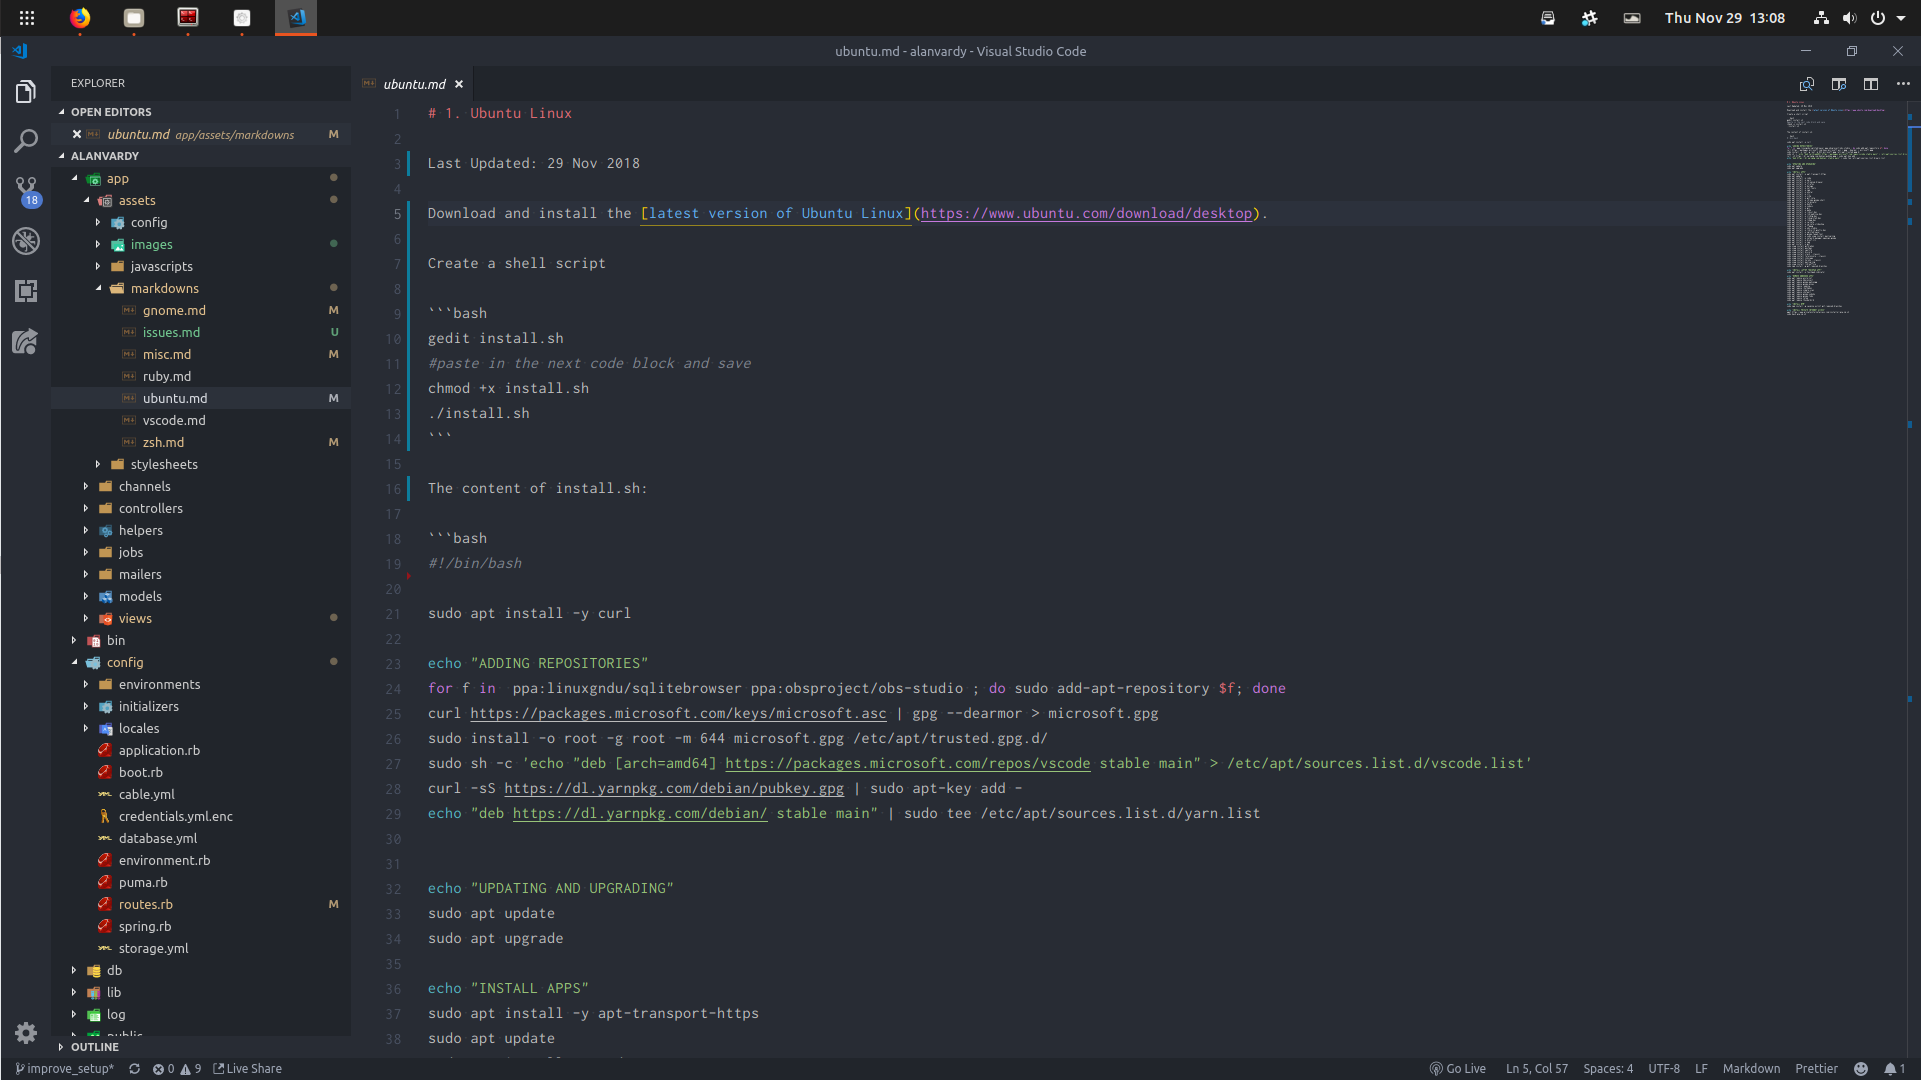 Thu Nov 29 13:08
ubuntu.md - alanvardy - Visual Studio Code
EXPLORER
OPEN EDITORS
ubuntu.md app/assets/markdowns M
ALANVARDY
app
assets
config
images
javascripts
markdowns
gnome.md M
issues.md U
misc.md M
ruby.md
ubuntu.md M
vscode.md
zsh.md M
stylesheets
channels
controllers
helpers
jobs
mailers
models
views
bin
config
environments
initializers
locales
application.rb
boot.rb
cable.yml
credentials.yml.enc
database.yml
environment.rb
puma.rb
routes.rb M
spring.rb
storage.yml
db
lib
log
public
OUTLINE
18
ubuntu.md
1 # 1. Ubuntu Linux
2
3 Last Updated: 29 Nov 2018
4
5 Download and install the [latest version of Ubuntu Linux](https://www.ubuntu.com/download/desktop).
6
7 Create a shell script
8
9 ```bash
10 gedit install.sh
11 #paste in the next code block and save
12 chmod +x install.sh
13 ./install.sh
14 ```
15
16 The content of install.sh:
17
18 ```bash
19 #!/bin/bash
20
21 sudo apt install -y curl
22
23 echo "ADDING REPOSITORIES"
24 for f in  ppa:linuxgndu/sqlitebrowser ppa:obsproject/obs-studio ; do sudo add-apt-repository $f; done
25 curl https://packages.microsoft.com/keys/microsoft.asc | gpg --dearmor > microsoft.gpg
26 sudo install -o root -g root -m 644 microsoft.gpg /etc/apt/trusted.gpg.d/
27 sudo sh -c 'echo "deb [arch=amd64] https://packages.microsoft.com/repos/vscode stable main" > /etc/apt/sources.list.d/vscode.list'
28 curl -sS https://dl.yarnpkg.com/debian/pubkey.gpg | sudo apt-key add -
29 echo "deb https://dl.yarnpkg.com/debian/ stable main" | sudo tee /etc/apt/sources.list.d/yarn.list
30
31
32 echo "UPDATING AND UPGRADING"
33 sudo apt update
34 sudo apt upgrade
35
36 echo "INSTALL APPS"
37 sudo apt install -y apt-transport-https
38 sudo apt update
improve_setup* 0 9 Live Share Go Live Ln 5, Col 57 Spaces: 4 UTF-8 LF Markdown Prettier 1